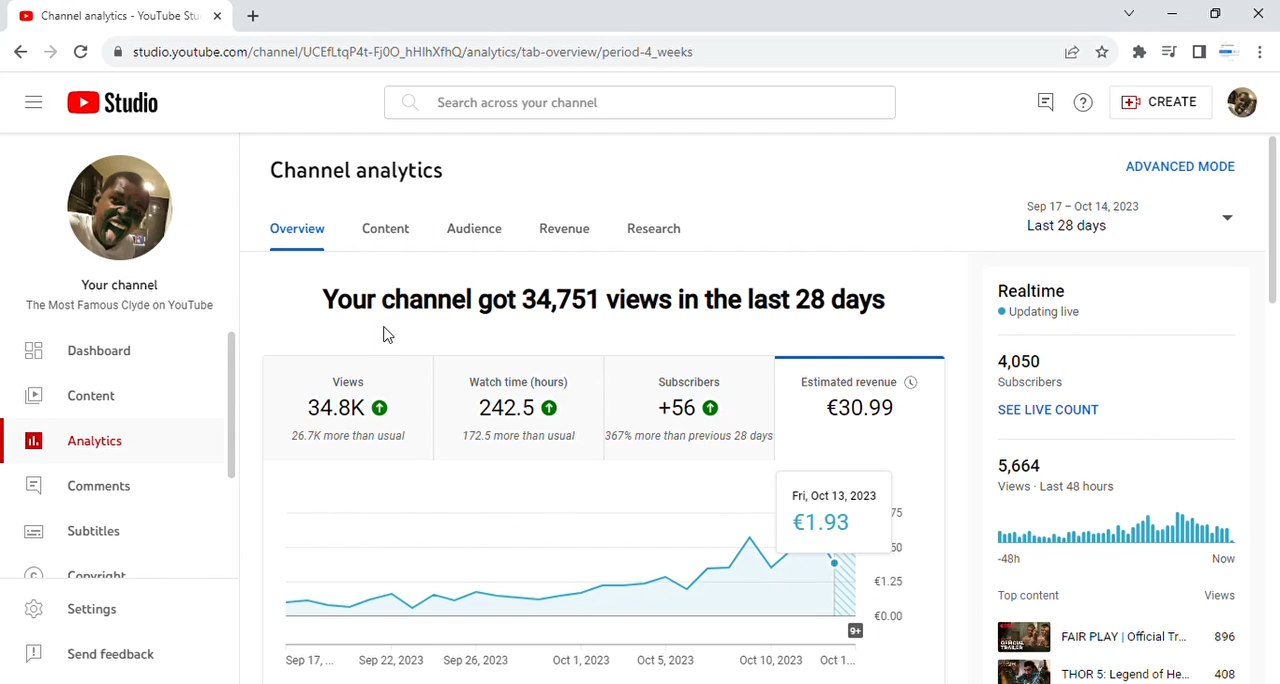 Channel analytics - YouTube Stu
studio.youtube.com/channel/UCEfLtqP4t-Fj0O_hHIhXfhQ/analytics/tab-overview/period-4_weeks
Studio
Search across your channel
CREATE
Your channel
The Most Famous Clyde on YouTube
Dashboard
Content
Analytics
Comments
Subtitles
Copyright
Settings
Send feedback
Channel analytics
ADVANCED MODE
Overview
Content
Audience
Revenue
Research
Sep 17 – Oct 14, 2023
Last 28 days
Your channel got 34,751 views in the last 28 days
Views
34.8K
26.7K more than usual
Watch time (hours)
242.5
172.5 more than usual
Subscribers
+56
367% more than previous 28 days
Estimated revenue
€30.99
Fri, Oct 13, 2023
€1.93
75
50
€1.25
€0.00
9+
Sep 17, ...
Sep 22, 2023
Sep 26, 2023
Oct 1, 2023
Oct 5, 2023
Oct 10, 2023
Oct 1...
Realtime
Updating live
4,050
Subscribers
SEE LIVE COUNT
5,664
Views · Last 48 hours
-48h
Now
Top content
Views
FAIR PLAY | Official Tr...
896
THOR 5: Legend of He...
408